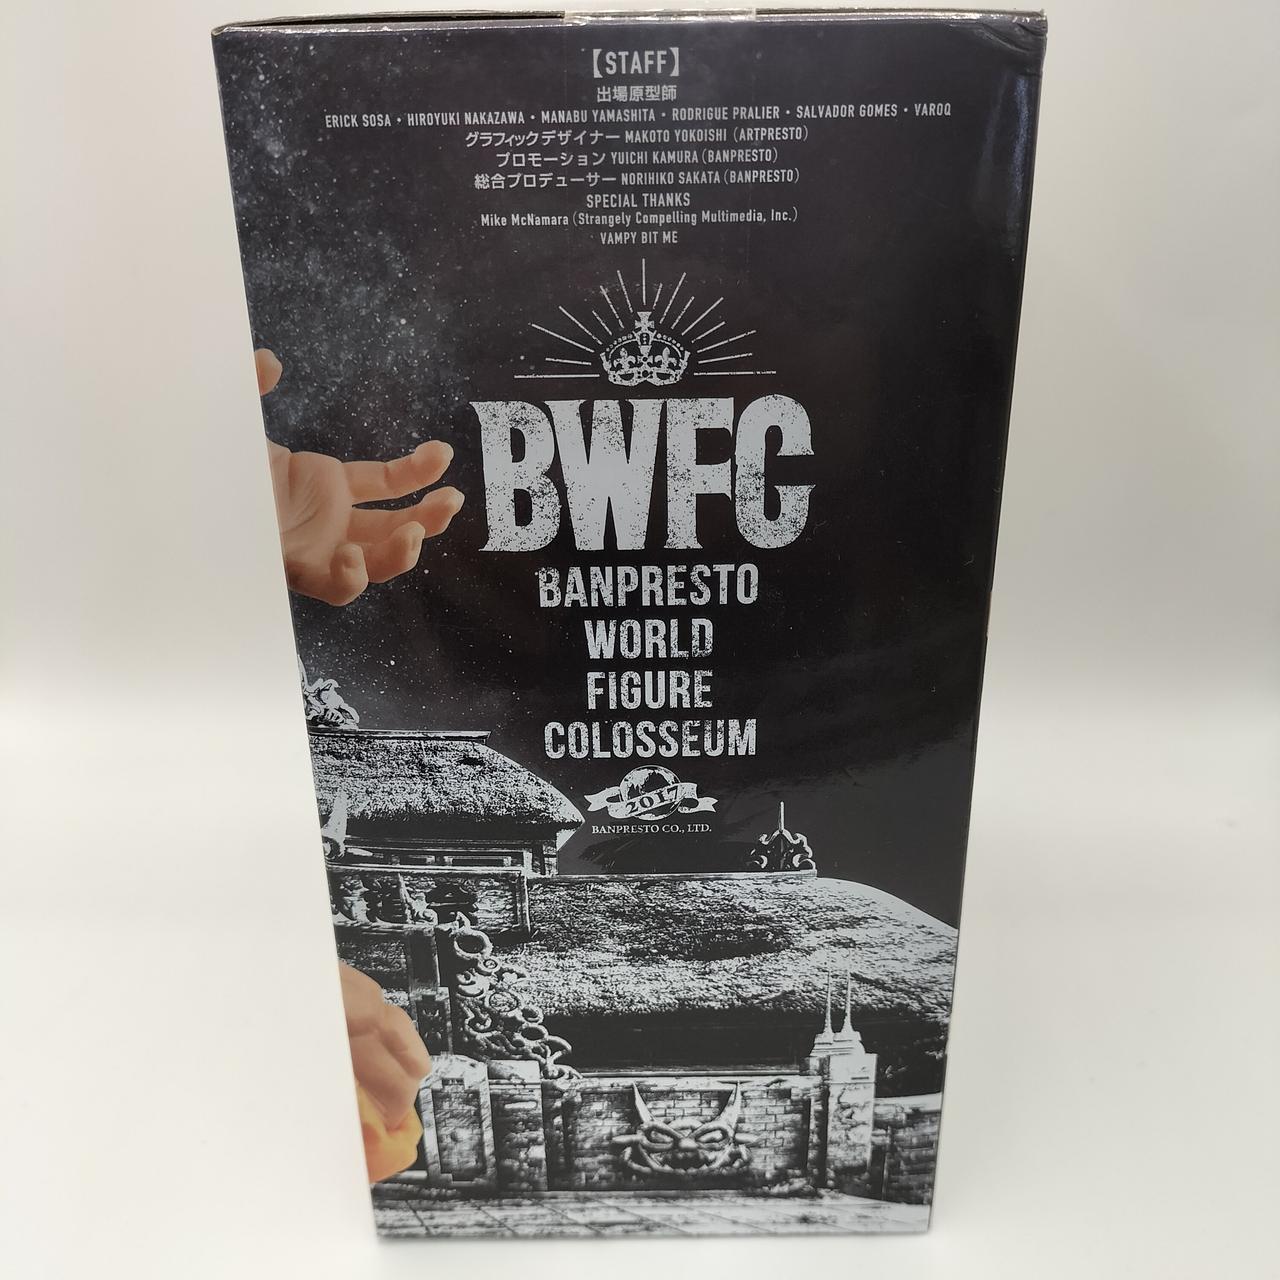 【STAFF】
出場原型師
ERICK SOSA・HIROYUKI NAKAZAWA・MANABU YAMASHITA・RODRIGUE PRALIER・SALVADOR GOMES・VAROQ
グラフィックデザイナー MAKOTO YOKOISHI（ARTPRESTO）
プロモーション YUICHI KAMURA（BANPRESTO）
総合プロデューサー NORIHIKO SAKATA（BANPRESTO）
SPECIAL THANKS
Mike McNamara（Strangely Compelling Multimedia, Inc.）
VAMPY BIT ME
BWFC
BANPRESTO
WORLD
FIGURE
COLOSSEUM
2017
BANPRESTO CO., LTD.